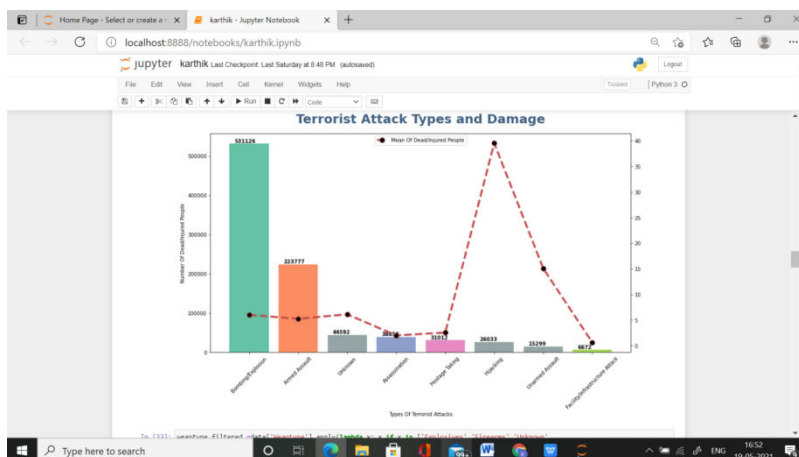 Home Page - Select or create a
karthik - Jupyter Notebook
localhost:8888/notebooks/karthik.ipynb
jupyter karthik Last Checkpoint: Last Saturday at 8:48 PM (autosaved)
Logout
File Edit View Insert Cell Kernel Widgets Help
Trusted Python 3
Run Code
Terrorist Attack Types and Damage
Mean Of Dead/Injured People
531126
223777
44592
31012
26033
15299
6672
500000
400000
300000
200000
100000
0
Number Of Dead/Injured People
40
35
30
25
20
15
10
5
0
Bombing/Explosion
Armed Assault
Unknown
Assassination
Hostage Taking
Hijacking
Unarmed Assault
Facility/Infrastructure Attack
Types Of Terrorist Attacks
Type here to search
99+
ENG
16:52
19-05-2021